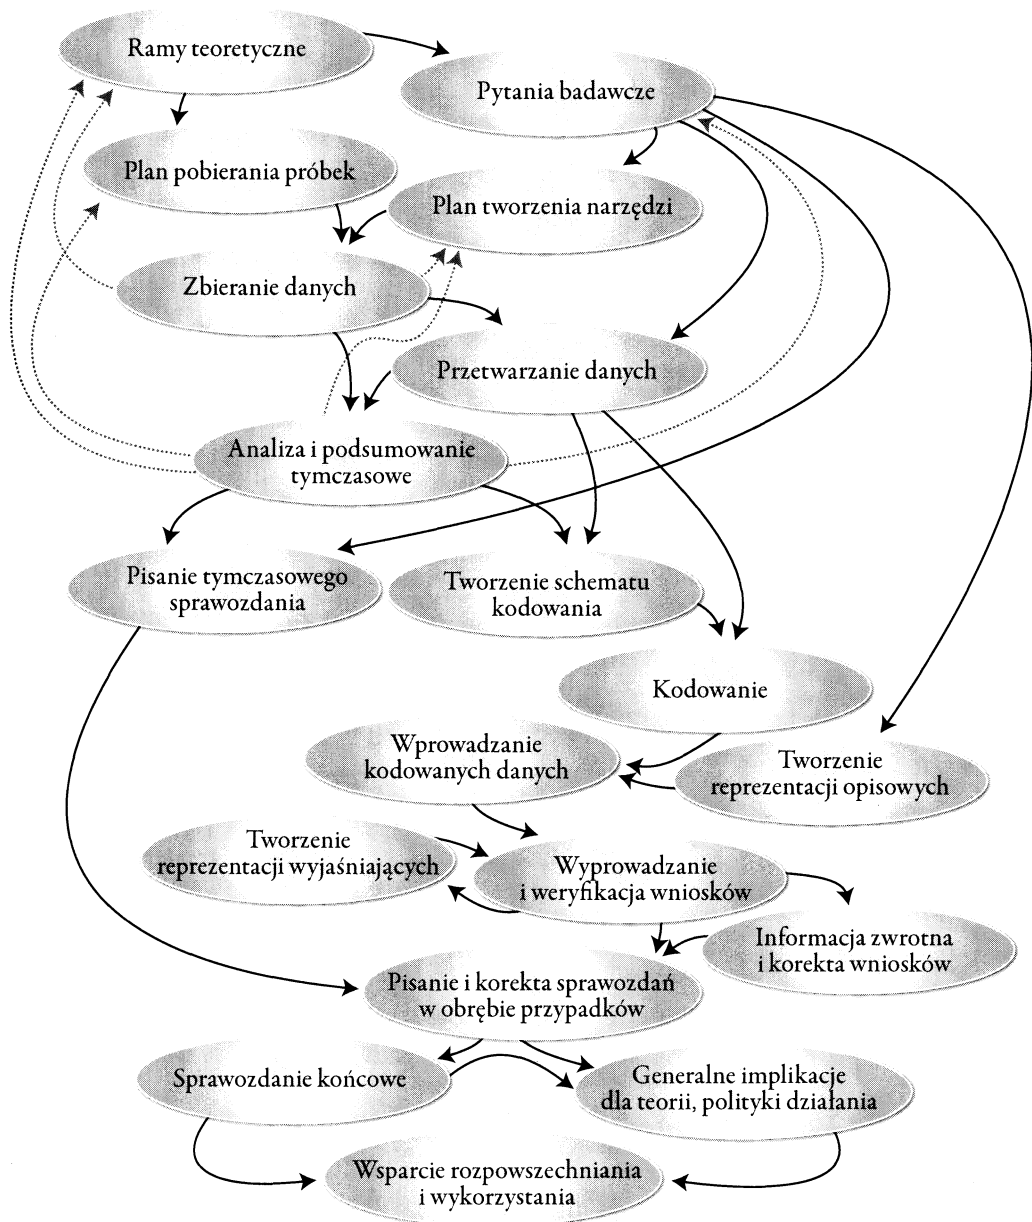 Ramy teoretyczne
Pytania badawcze
Plan pobierania próbek
Plan tworzenia narzędzi
Zbieranie danych
Przetwarzanie danych
Analiza i podsumowanie
tymczasowe
Pisanie tymczasowego
sprawozdania
Tworzenie schematu
kodowania
Kodowanie
Wprowadzanie
kodowanych danych
Tworzenie
reprezentacji opisowych
Tworzenie
reprezentacji wyjaśniających
Wyprowadzanie
i weryfikacja wniosków
Informacja zwrotna
i korekta wniosków
Pisanie i korekta sprawozdań
w obrębie przypadków
Sprawozdanie końcowe
Generalne implikacje
dla teorii, polityki działania
Wsparcie rozpowszechniania
i wykorzystania